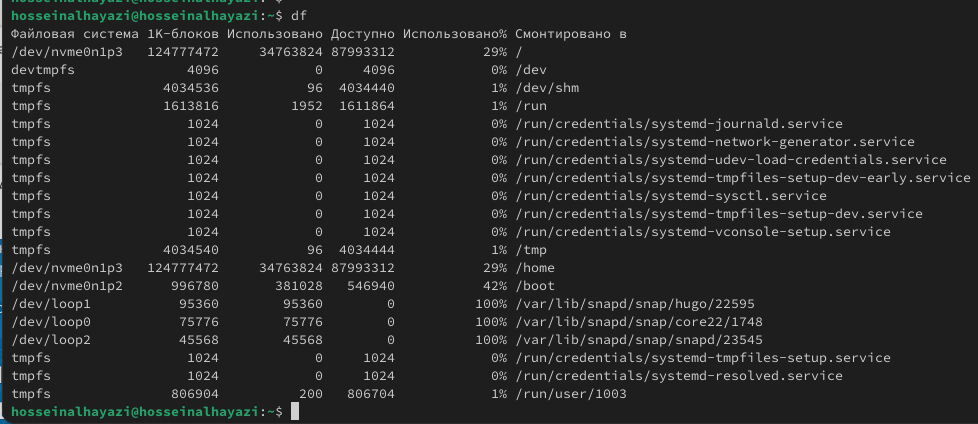 hosseinalhayazi@hosseinalhayazi:~$ df
Файловая система 1K-блоков Использовано Доступно Использовано% Смонтировано в
/dev/nvme0n1p3 124777472 34763824 87993312 29% /
devtmpfs 4096 0 4096 0% /dev
tmpfs 4034536 96 4034440 1% /dev/shm
tmpfs 1613816 1952 1611864 1% /run
tmpfs 1024 0 1024 0% /run/credentials/systemd-journald.service
tmpfs 1024 0 1024 0% /run/credentials/systemd-network-generator.service
tmpfs 1024 0 1024 0% /run/credentials/systemd-udev-load-credentials.service
tmpfs 1024 0 1024 0% /run/credentials/systemd-tmpfiles-setup-dev-early.service
tmpfs 1024 0 1024 0% /run/credentials/systemd-sysctl.service
tmpfs 1024 0 1024 0% /run/credentials/systemd-tmpfiles-setup-dev.service
tmpfs 1024 0 1024 0% /run/credentials/systemd-vconsole-setup.service
tmpfs 4034540 96 4034444 1% /tmp
/dev/nvme0n1p3 124777472 34763824 87993312 29% /home
/dev/nvme0n1p2 996780 381028 546940 42% /boot
/dev/loop1 95360 95360 0 100% /var/lib/snapd/snap/hugo/22595
/dev/loop0 75776 75776 0 100% /var/lib/snapd/snap/core22/1748
/dev/loop2 45568 45568 0 100% /var/lib/snapd/snap/snapd/23545
tmpfs 1024 0 1024 0% /run/credentials/systemd-tmpfiles-setup.service
tmpfs 1024 0 1024 0% /run/credentials/systemd-resolved.service
tmpfs 806904 200 806704 1% /run/user/1003
hosseinalhayazi@hosseinalhayazi:~$